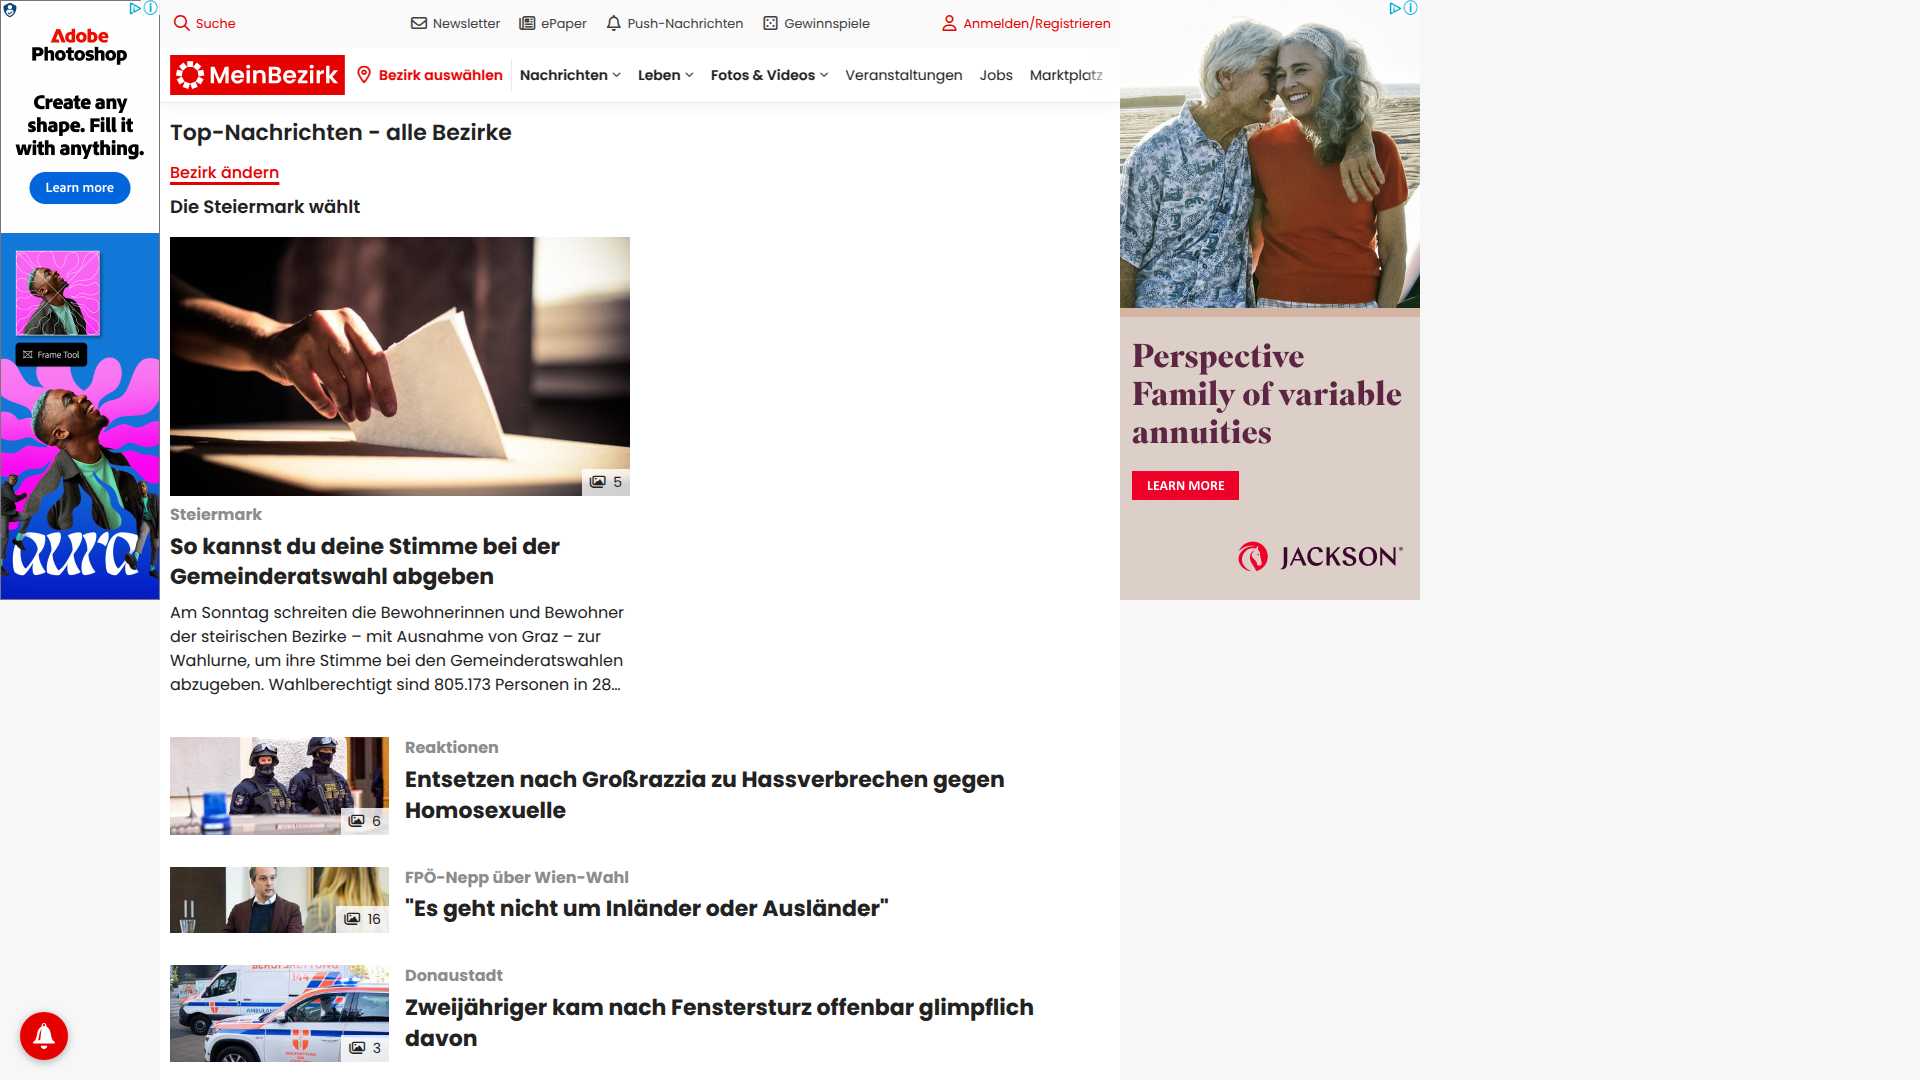 Adobe
Photoshop
Create any
shape. Fill it
with anything.
Learn more
Frame Tool
aura
Suche
Newsletter
ePaper
Push-Nachrichten
Gewinnspiele
Anmelden/Registrieren
MeinBezirk
Bezirk auswählen
Nachrichten
Leben
Fotos & Videos
Veranstaltungen
Jobs
Marktplatz
Top-Nachrichten - alle Bezirke
Bezirk ändern
Die Steiermark wählt
5
Steiermark
So kannst du deine Stimme bei der
Gemeinderatswahl abgeben
Am Sonntag schreiten die Bewohnerinnen und Bewohner
der steirischen Bezirke – mit Ausnahme von Graz – zur
Wahlurne, um ihre Stimme bei den Gemeinderatswahlen
abzugeben. Wahlberechtigt sind 805.173 Personen in 28...
6
Reaktionen
Entsetzen nach Großrazzia zu Hassverbrechen gegen
Homosexuelle
16
FPÖ-Nepp über Wien-Wahl
"Es geht nicht um Inländer oder Ausländer"
144
3
Donaustadt
Zweijähriger kam nach Fenstersturz offenbar glimpflich
davon
Perspective
Family of variable
annuities
LEARN MORE
JACKSON®